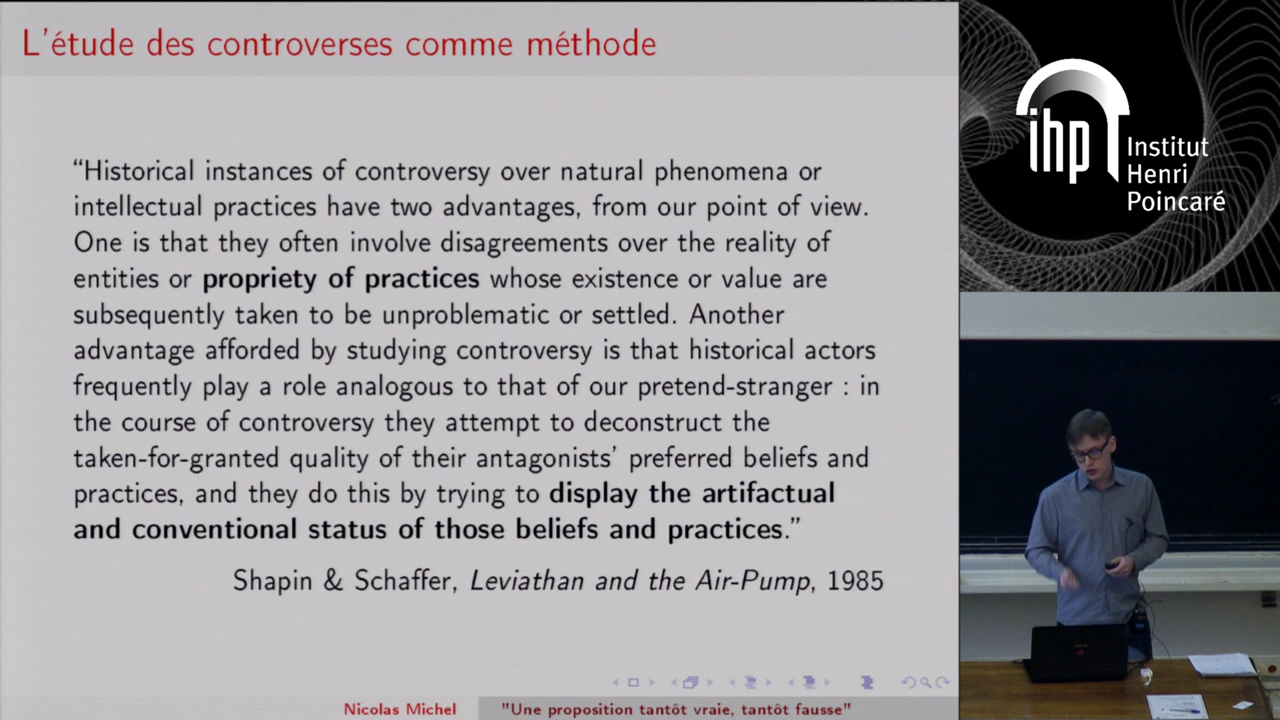 L'étude des controverses comme méthode
“Historical instances of controversy over natural phenomena or
intellectual practices have two advantages, from our point of view.
One is that they often involve disagreements over the reality of
entities or propriety of practices whose existence or value are
subsequently taken to be unproblematic or settled. Another
advantage afforded by studying controversy is that historical actors
frequently play a role analogous to that of our pretend-stranger : in
the course of controversy they attempt to deconstruct the
taken-for-granted quality of their antagonists’ preferred beliefs and
practices, and they do this by trying to display the artifactual
and conventional status of those beliefs and practices.”
Shapin & Schaffer, Leviathan and the Air-Pump, 1985
Nicolas Michel
"Une proposition tantôt vraie, tantôt fausse"
ihp
Institut
Henri
Poincaré